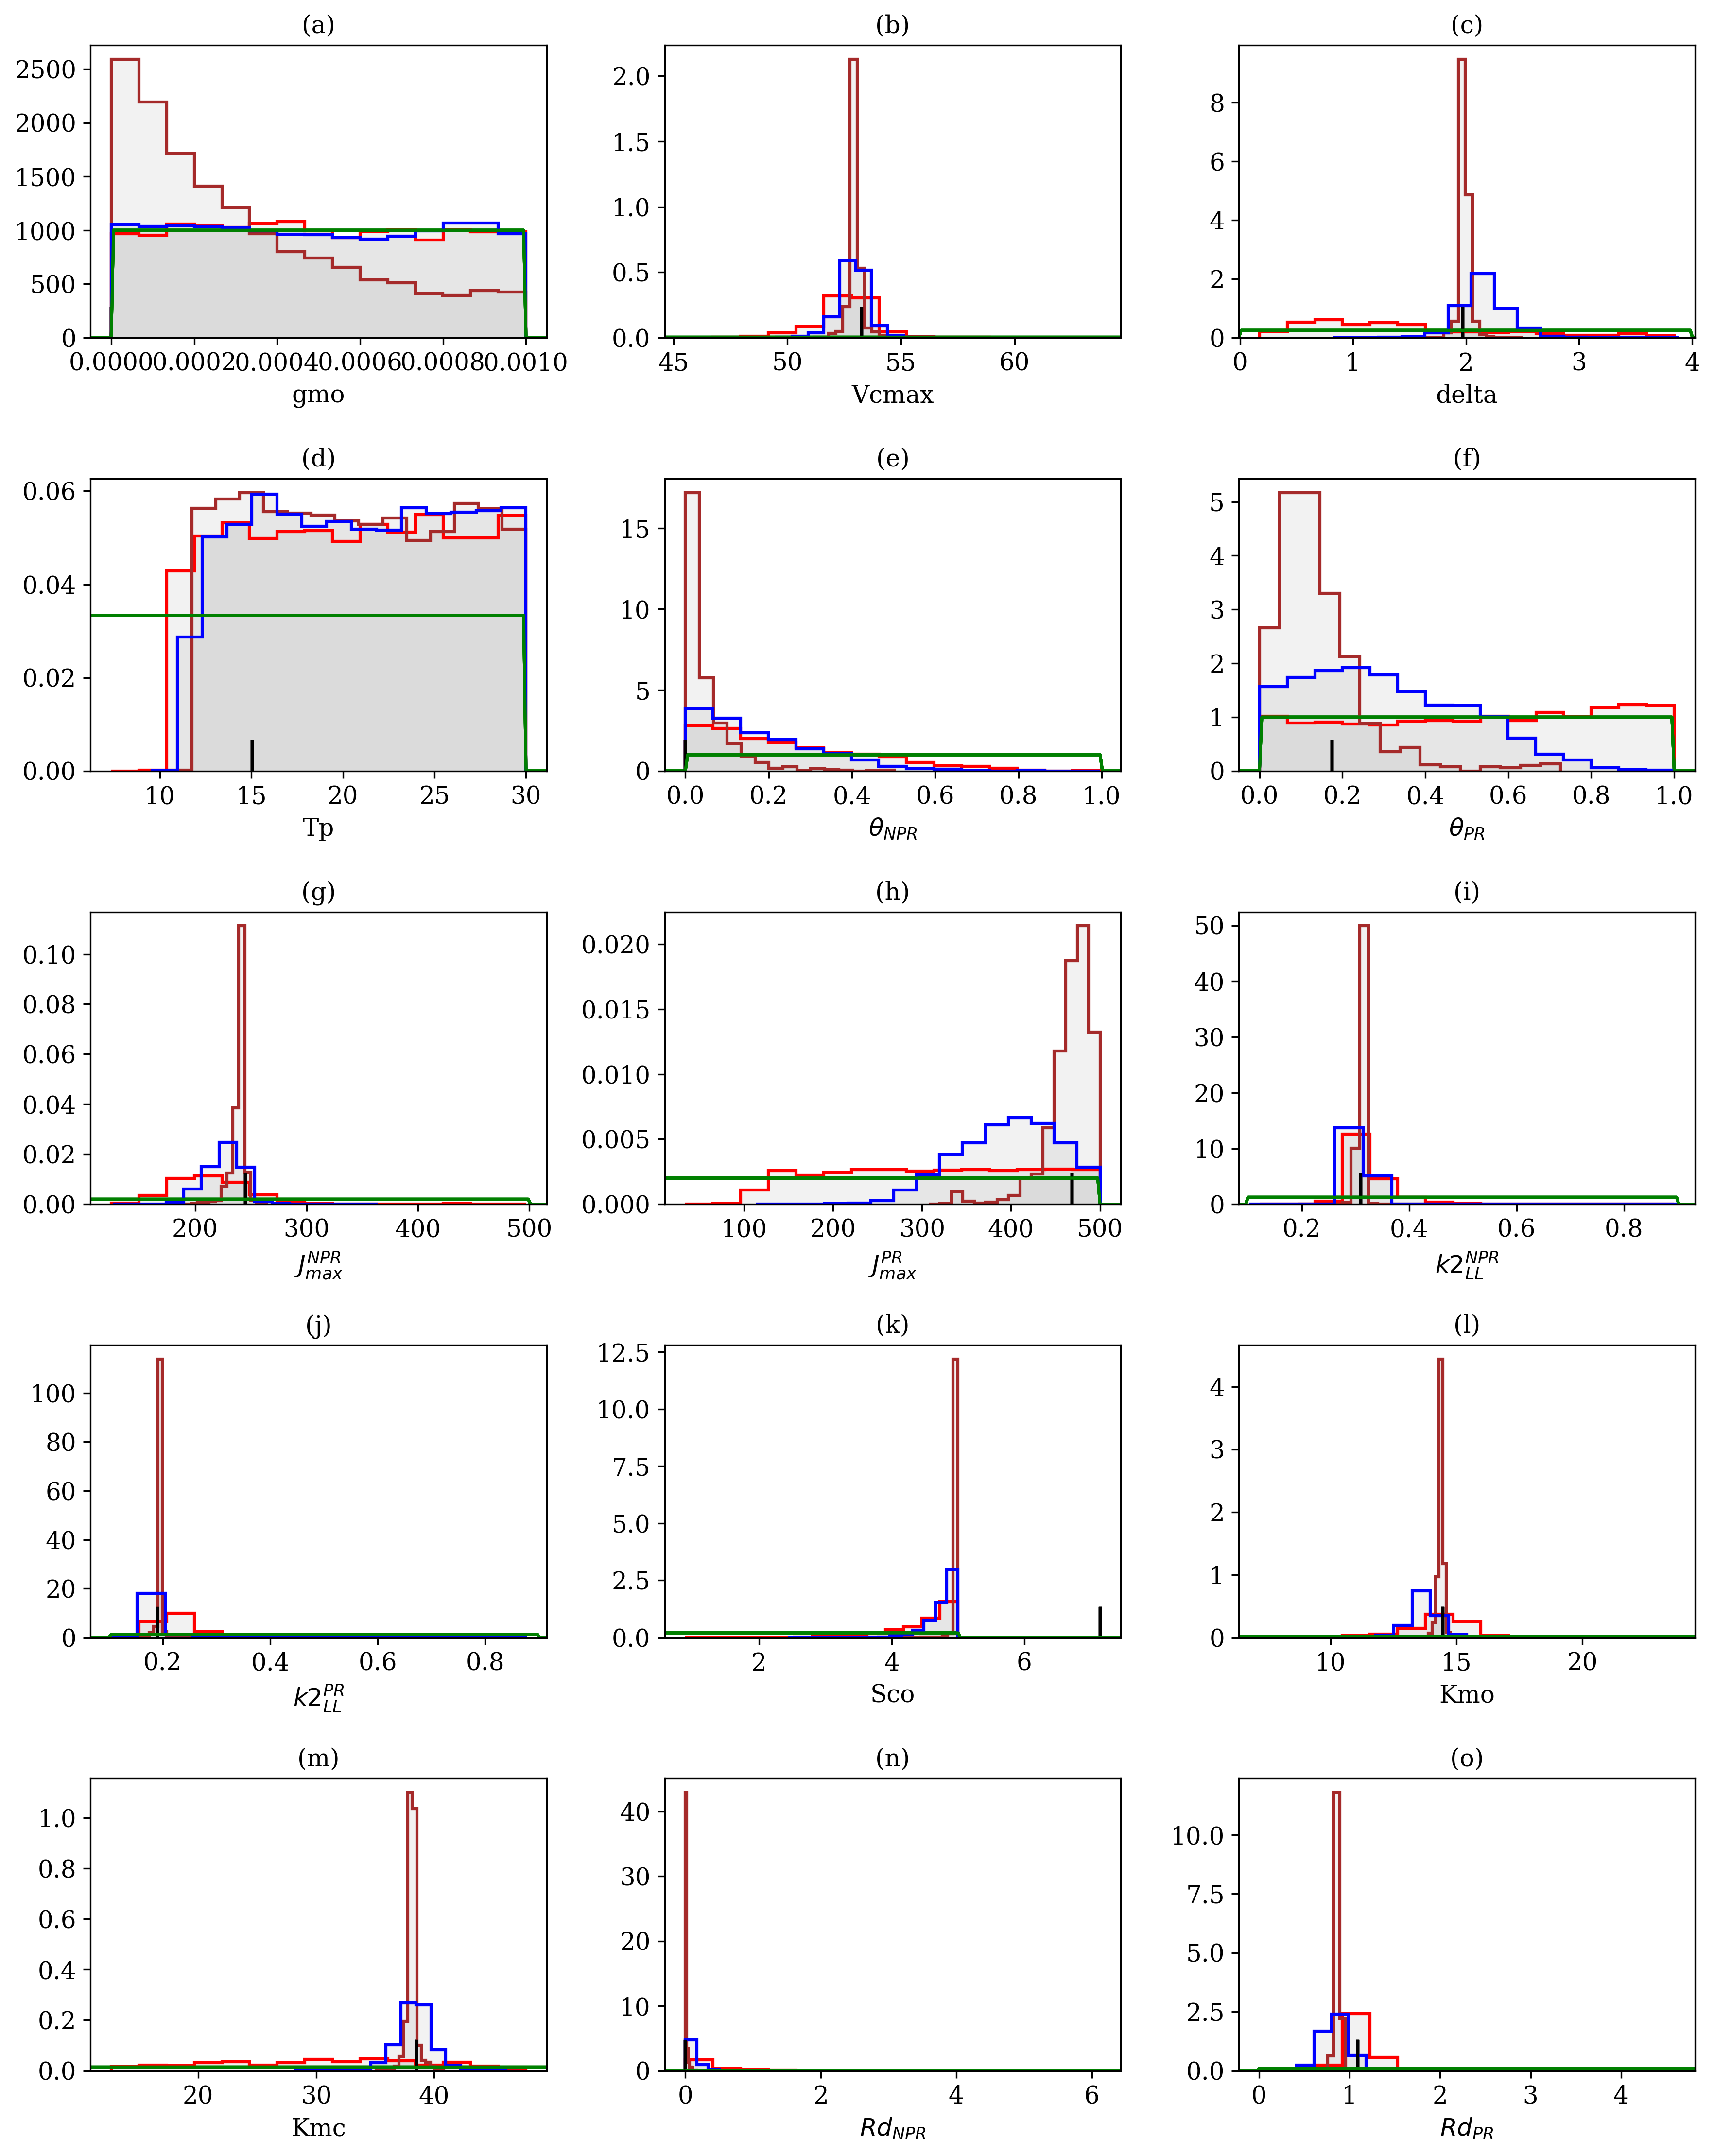 (a) (b) (c)
2500
2000
1500
1000
500
0
0.0000 0.0002 0.0004 0.0006 0.0008 0.0010
gmo
2.0
1.5
1.0
0.5
0.0
45 50 55 60
Vcmax
8
6
4
2
0
0 1 2 3 4
delta
(d) (e) (f)
0.06
0.04
0.02
0.00
10 15 20 25 30
Tp
15
10
5
0
0.0 0.2 0.4 0.6 0.8 1.0
θNPR
5
4
3
2
1
0
0.0 0.2 0.4 0.6 0.8 1.0
θPR
(g) (h) (i)
0.10
0.08
0.06
0.04
0.02
0.00
200 300 400 500
JmaxNPR
0.020
0.015
0.010
0.005
0.000
100 200 300 400 500
JmaxPR
50
40
30
20
10
0
0.2 0.4 0.6 0.8
k2LLNPR
(j) (k) (l)
100
80
60
40
20
0
0.2 0.4 0.6 0.8
k2LLPR
12.5
10.0
7.5
5.0
2.5
0.0
2 4 6
Sco
4
3
2
1
0
10 15 20
Kmo
(m) (n) (o)
1.0
0.8
0.6
0.4
0.2
0.0
20 30 40
Kmc
40
30
20
10
0
0 2 4 6
RdNPR
10.0
7.5
5.0
2.5
0.0
0 1 2 3 4
RdPR